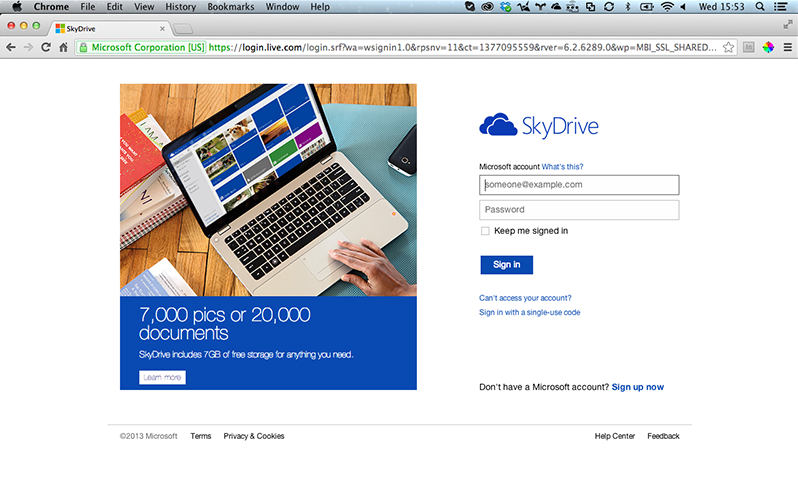 Chrome File Edit View History Bookmarks Window Help Wed 15:53
SkyDrive
Microsoft Corporation [US] https://login.live.com/login.srf?wa=wsignin1.0&rpsnv=11&ct=1377095559&rver=6.2.6289.0&wp=MBI_SSL_SHARED...
SkyDrive
Microsoft account What's this?
someone@example.com
Password
Keep me signed in
Sign in
Can't access your account?
Sign in with a single-use code
7,000 pics or 20,000
documents
SkyDrive includes 7GB of free storage for anything you need.
Learn more
Don't have a Microsoft account? Sign up now
©2013 Microsoft Terms Privacy & Cookies Help Center Feedback